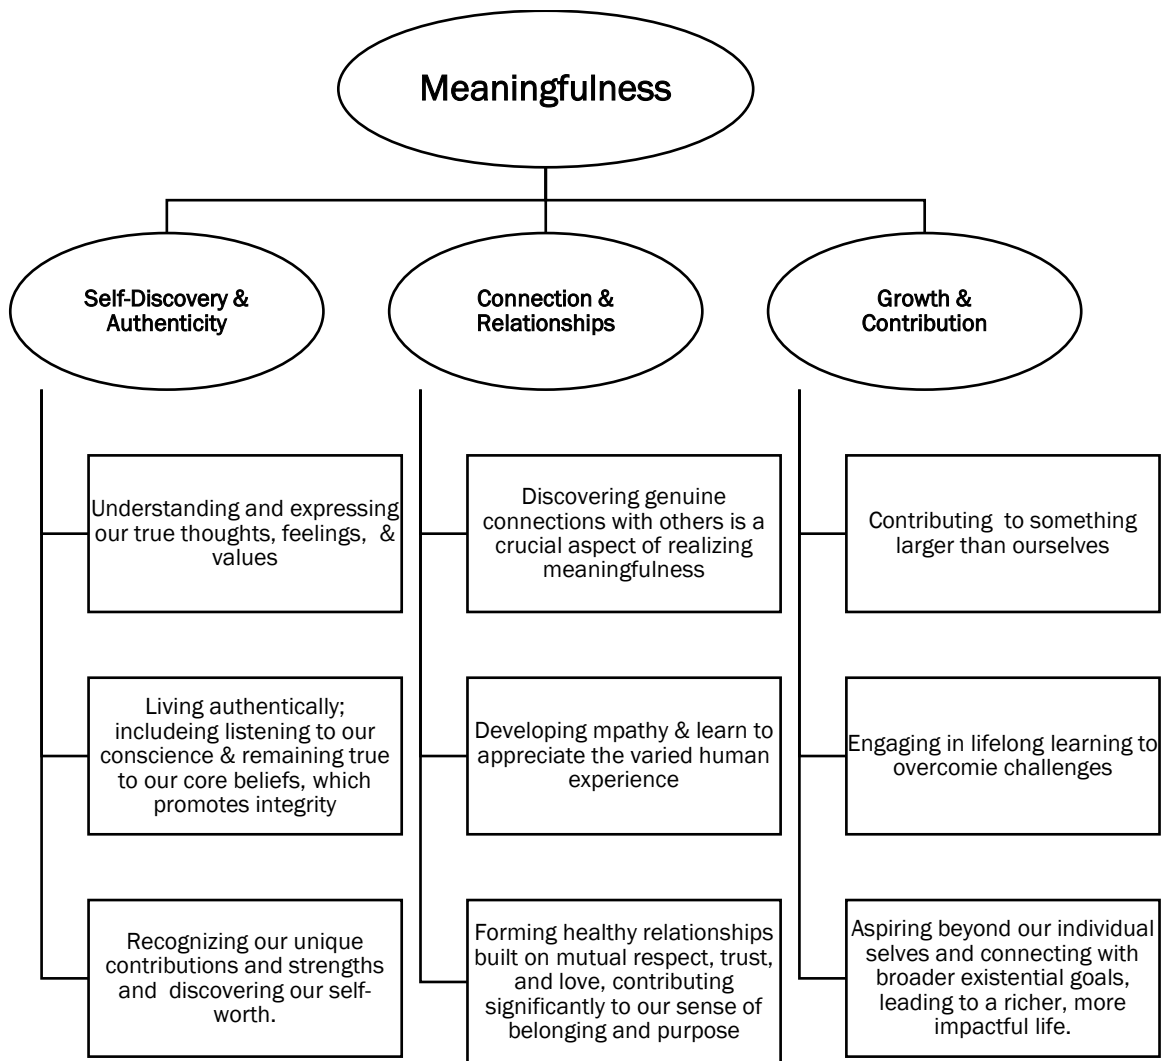 Meaningfulness
Self-Discovery &
Authenticity
Connection &
Relationships
Growth &
Contribution
Understanding and expressing
our true thoughts, feelings,  &
values
Discovering genuine
connections with others is a
crucial aspect of realizing
meaningfulness
Contributing  to something
larger than ourselves
Living authentically;
includeing listening to our
conscience & remaining true
to our core beliefs, which
promotes integrity
Developing mpathy & learn to
appreciate the varied human
experience
Engaging in lifelong learning to
overcomie challenges
Recognizing our unique
contributions and strengths
and  discovering our self-
worth.
Forming healthy relationships
built on mutual respect, trust,
and love, contributing
significantly to our sense of
belonging and purpose
Aspiring beyond our individual
selves and connecting with
broader existential goals,
leading to a richer, more
impactful life.